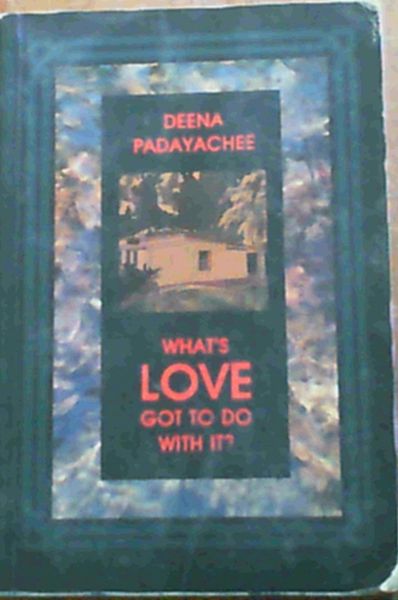 DEENA
PADAYACHEE
WHAT'S
LOVE
GOT TO DO
WITH IT?